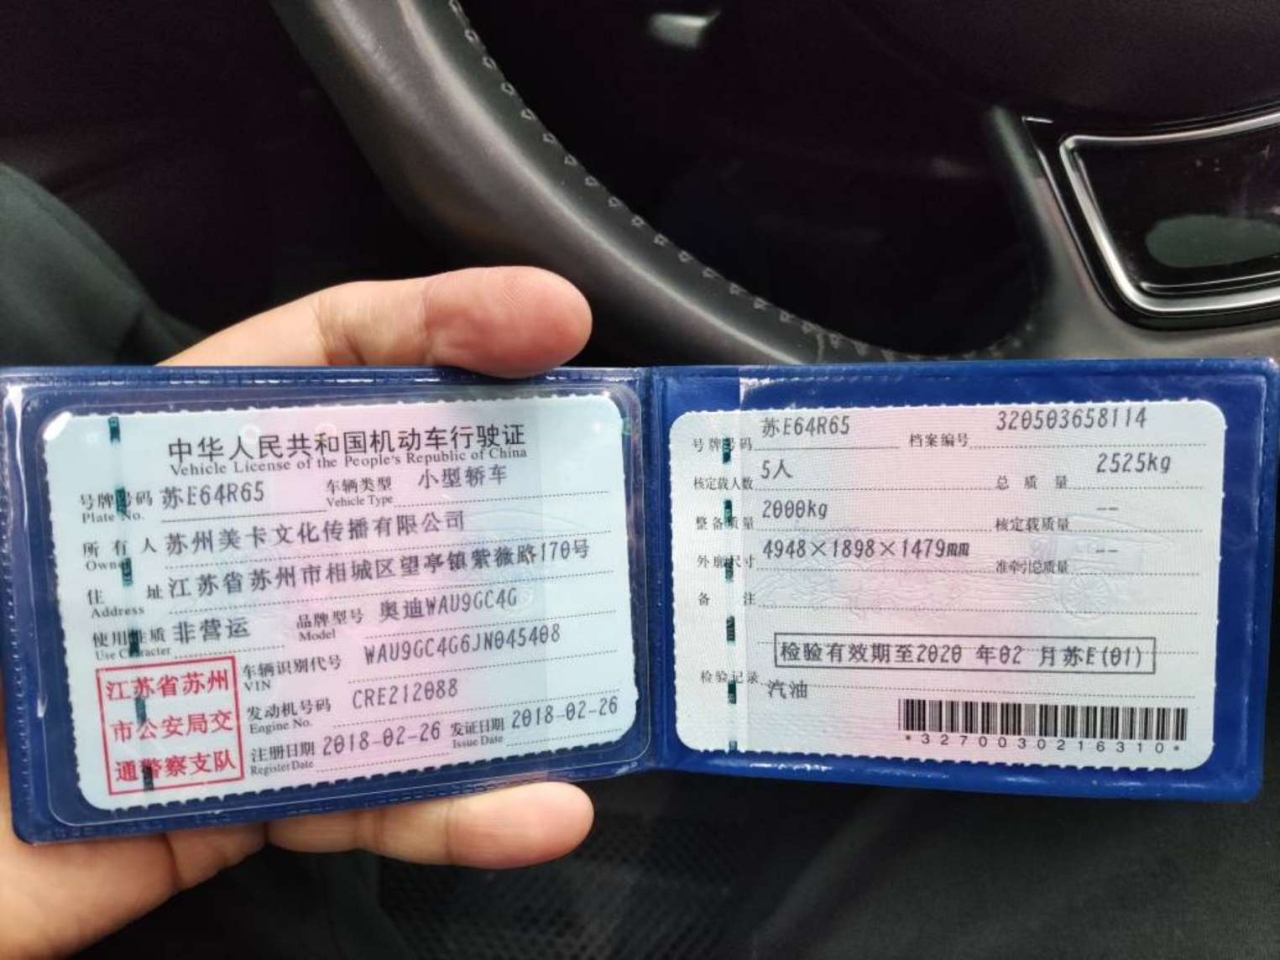 中华人民共和国机动车行驶证
Vehicle License of the People's Republic of China
号牌号码 苏E64R65 车辆类型 小型轿车
Plate No. Vehicle Type
所有人 苏州美卡文化传播有限公司
Owner
住址 江苏省苏州市相城区望亭镇紫薇路170号
Address
使用性质 非营运 品牌型号 奥迪WAU9GC4G
Use Character Model
车辆识别代号 WAU9GC4G6JN045408
VIN
发动机号码 CRE212088
Engine No.
注册日期 2018-02-26 发证日期 2018-02-26
Register Date Issue Date
江苏省苏州
市公安局交
通警察支队
号牌号码 苏E64R65 档案编号 320503658114
核定载人数 5人 总质量 2525kg
整备质量 2000kg 核定载质量 --
外廓尺寸 4948×1898×1479mm 准牵引总质量 --
备注
检验有效期至2020 年02 月苏E(01)
检验记录
汽油
*3270030216310*